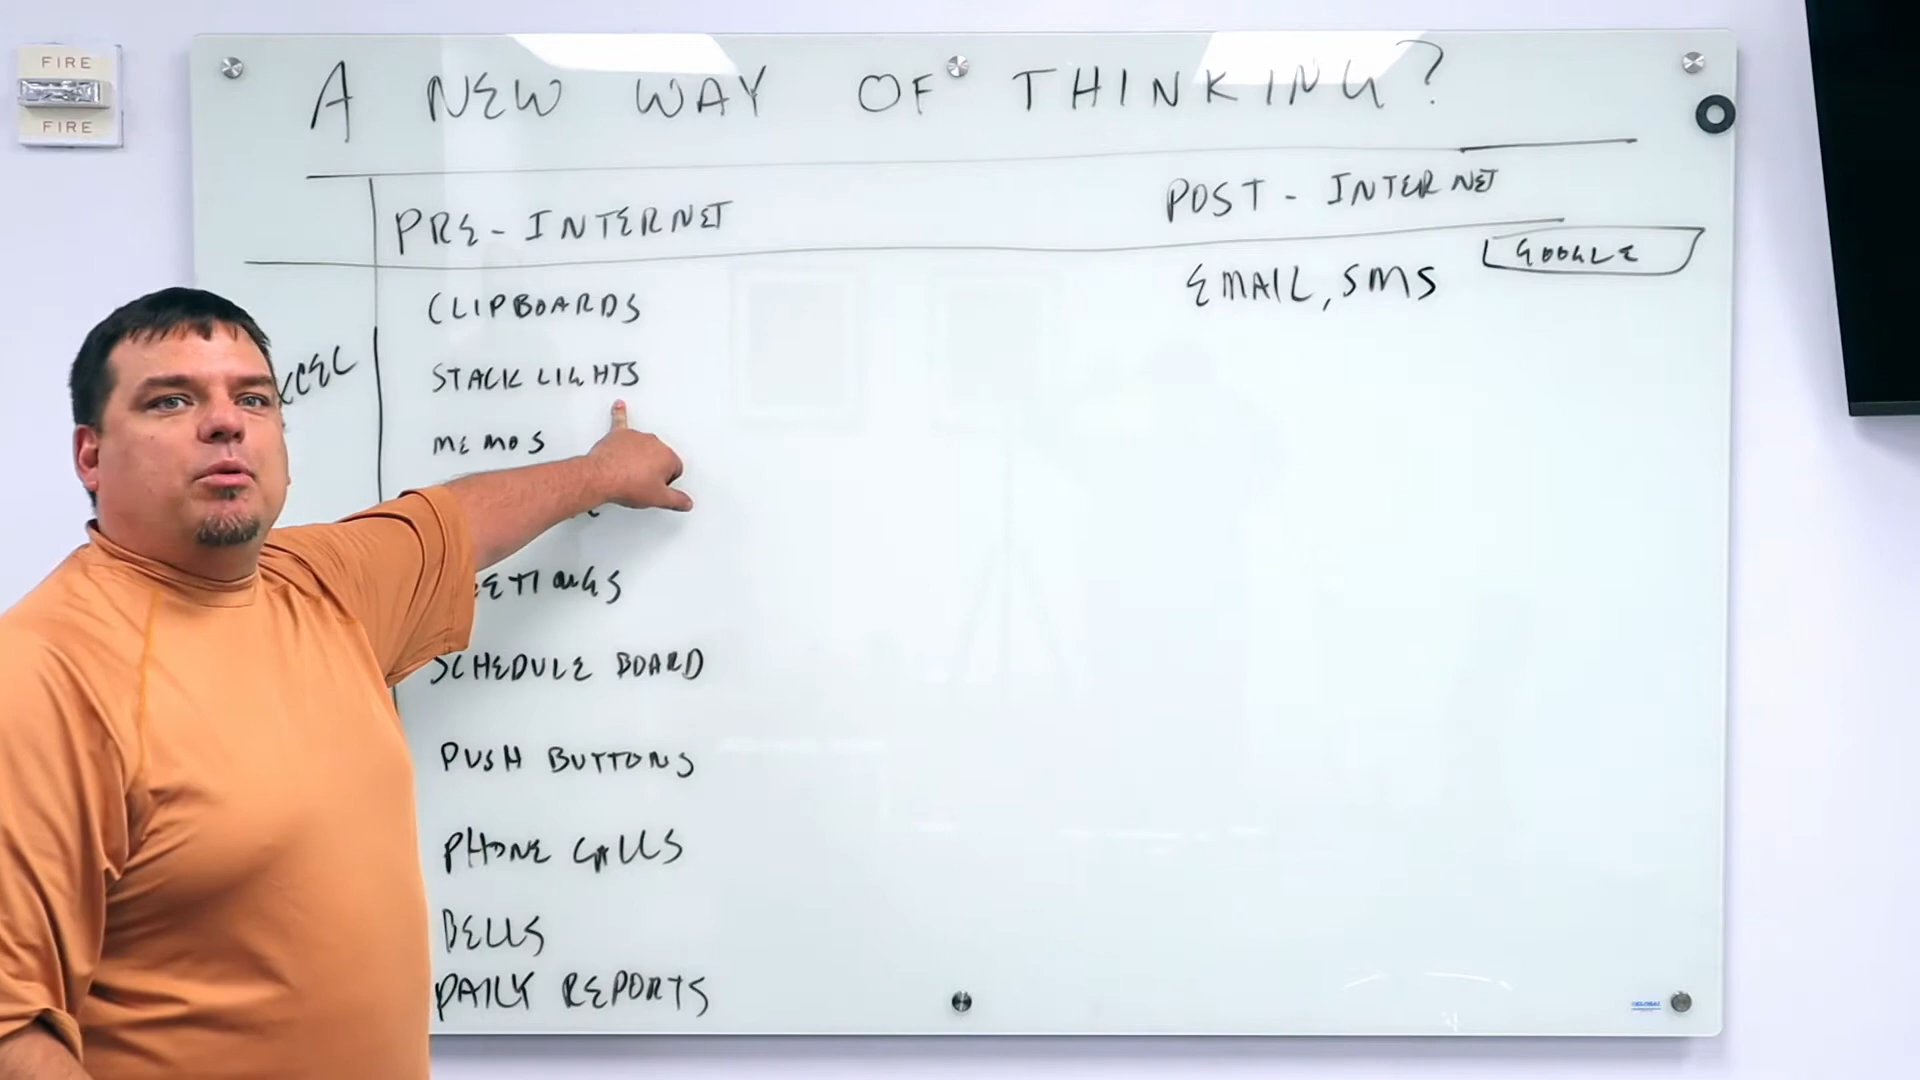 FIRE
FIRE
A NEW WAY OF THINKING?
PRE-INTERNET
POST-INTERNET
GOOGLE
EMAIL, SMS
CLIPBOARDS
STACK LIGHTS
MEMOS
SCHEDULE BOARD
PUSH BUTTONS
PHONE CALLS
BELLS
DAILY REPORTS